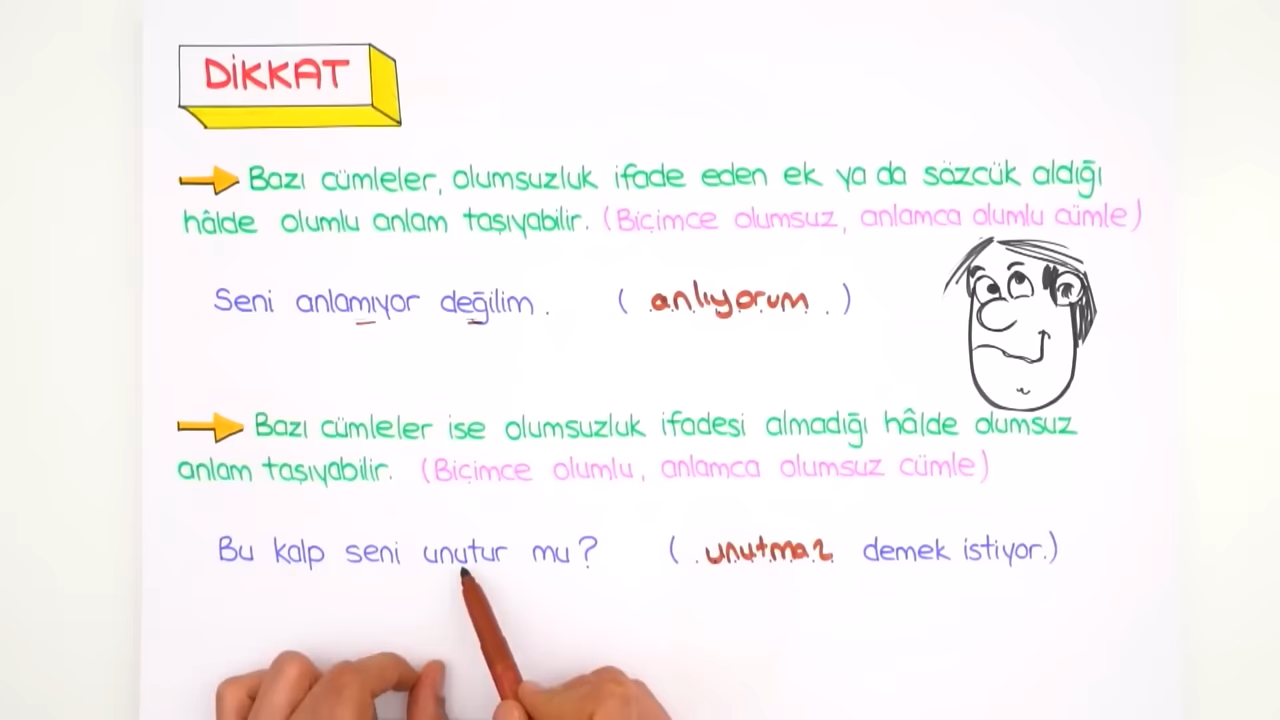 DİKKAT
Bazı cümleler, olumsuzluk ifade eden ek ya da sözcük aldığı
hâlde olumlu anlam taşıyabilir. (Biçimce olumsuz, anlamca olumlu cümle)
Seni anlamıyor değilim. ( anlıyorum . )
Bazı cümleler ise olumsuzluk ifadesi almadığı hâlde olumsuz
anlam taşıyabilir. (Biçimce olumlu, anlamca olumsuz cümle)
Bu kalp seni unutur mu? ( . unutmaz demek istiyor.)